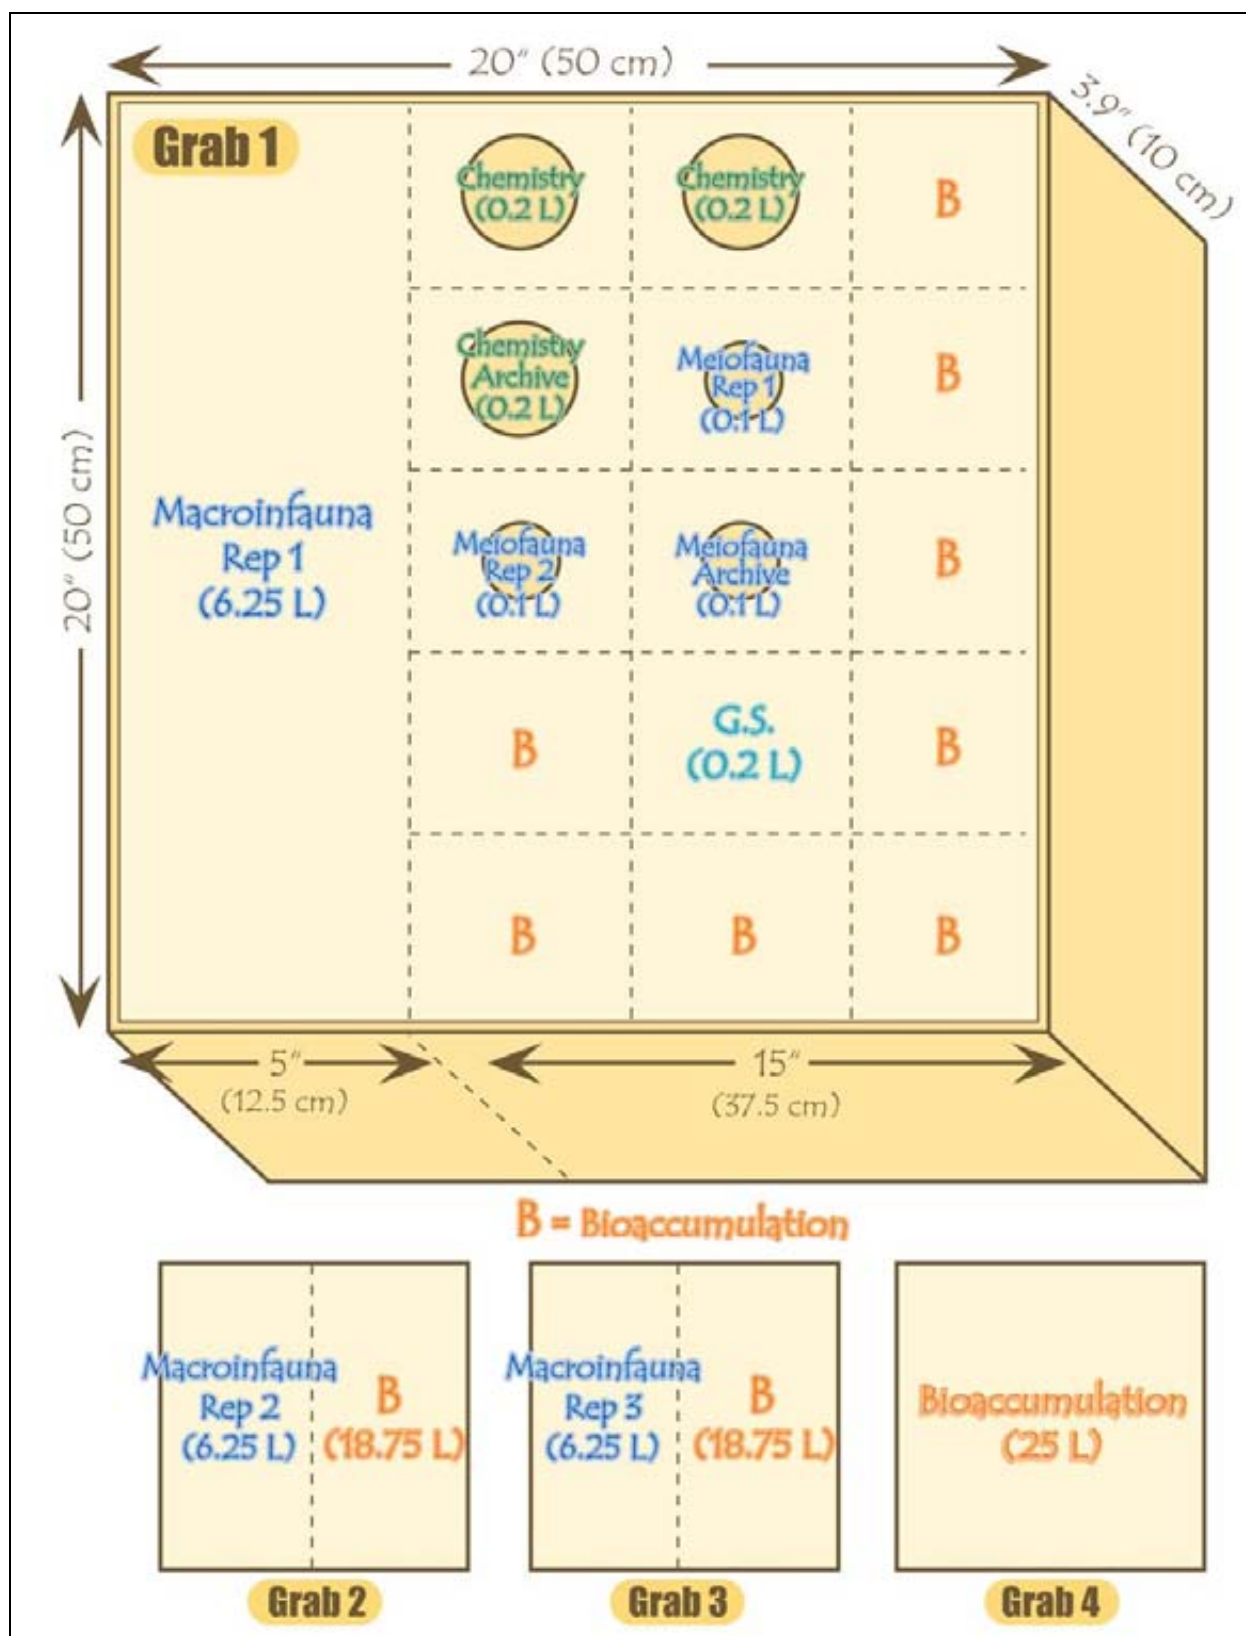 20" (50 cm)
3.9" (10 cm)
20" (50 cm)
Grab 1
Chemistry
(0.2 L)
Chemistry
(0.2 L)
B
Chemistry
Archive
(0.2 L)
Meiofauna
Rep 1
(0.1 L)
B
Macroinfauna
Rep 1
(6.25 L)
Meiofauna
Rep 2
(0.1 L)
Meiofauna
Archive
(0.1 L)
B
B
G.S.
(0.2 L)
B
B
B
B
5"
(12.5 cm)
15"
(37.5 cm)
B = Bioaccumulation
Macroinfauna
Rep 2
(6.25 L)
B
(18.75 L)
Macroinfauna
Rep 3
(6.25 L)
B
(18.75 L)
Bioaccumulation
(25 L)
Grab 2
Grab 3
Grab 4